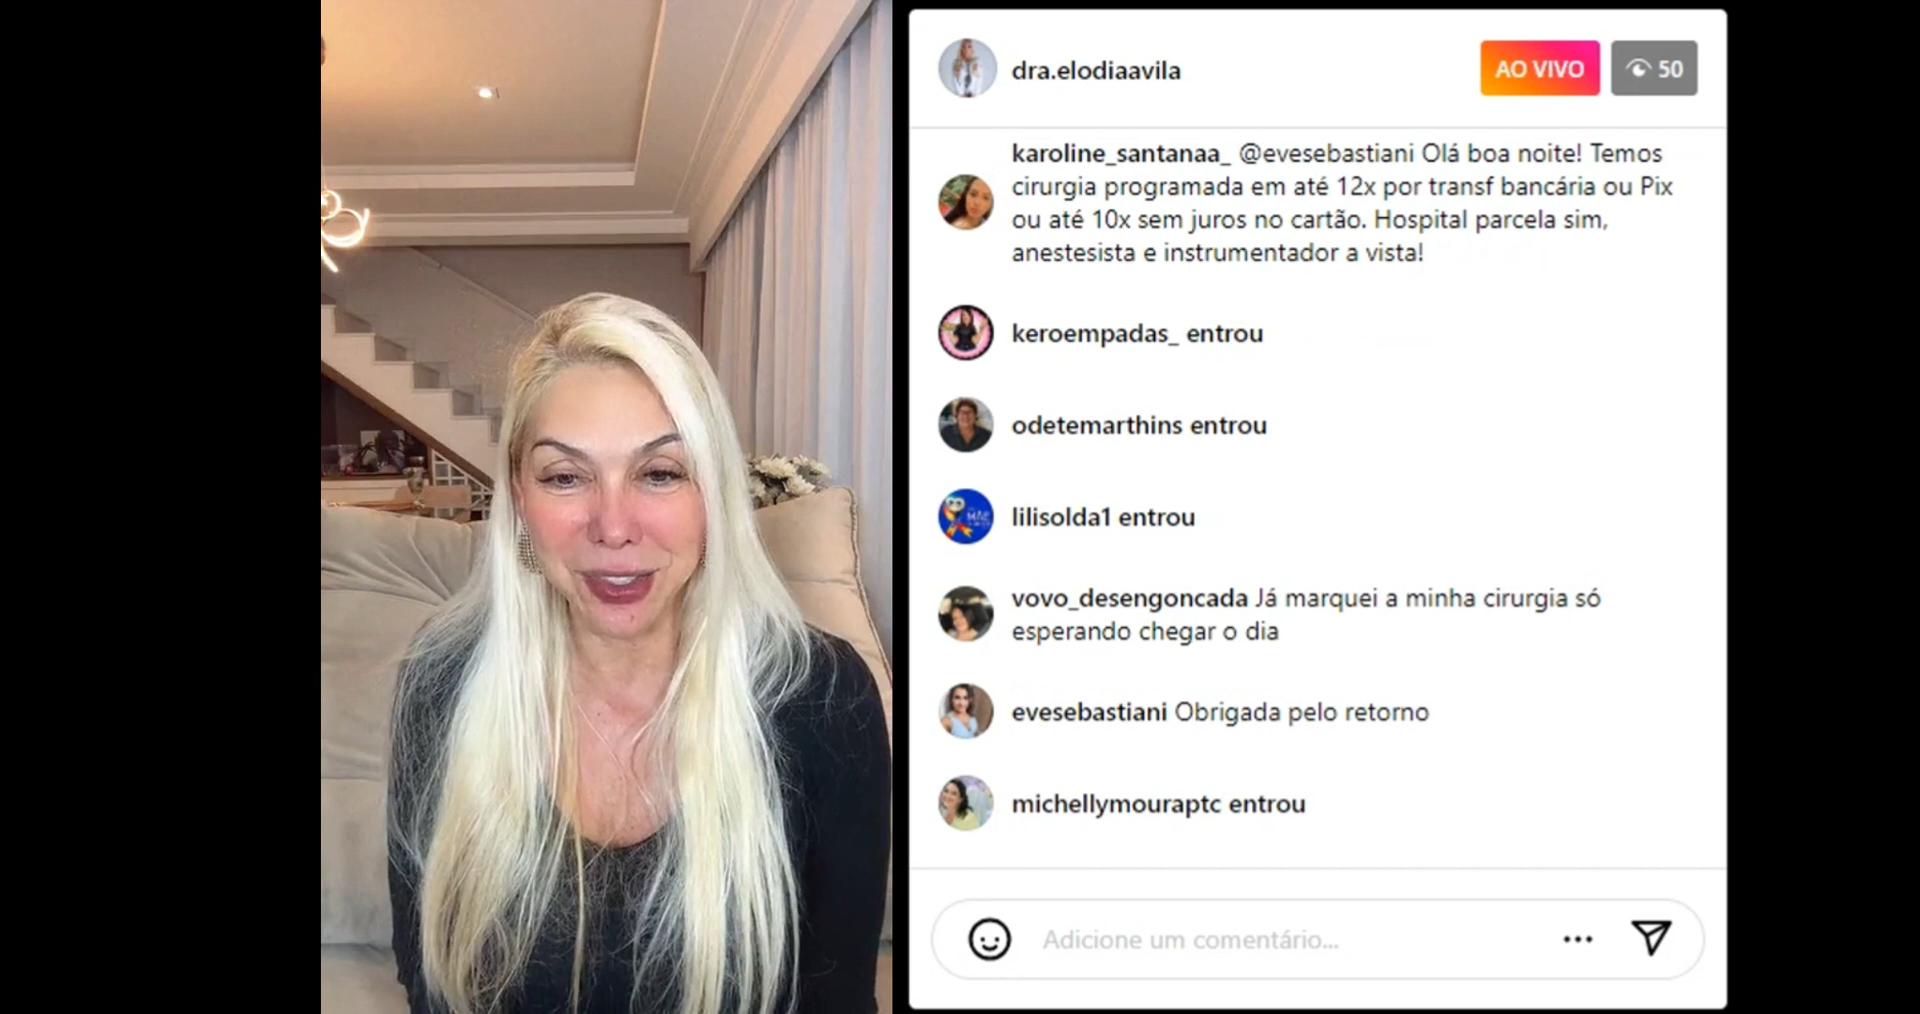 dra.elodiaavila
AO VIVO
50
karoline_santanaa_ @evesebastiani Olá boa noite! Temos
cirurgia programada em até 12x por transf bancária ou Pix
ou até 10x sem juros no cartão. Hospital parcela sim,
anestesista e instrumentador a vista!
keroempadas_ entrou
odetemarthins entrou
lilisolda1 entrou
vovo_desengoncada Já marquei a minha cirurgia só
esperando chegar o dia
evesebastiani Obrigada pelo retorno
michellymouraptc entrou
Adicione um comentário...